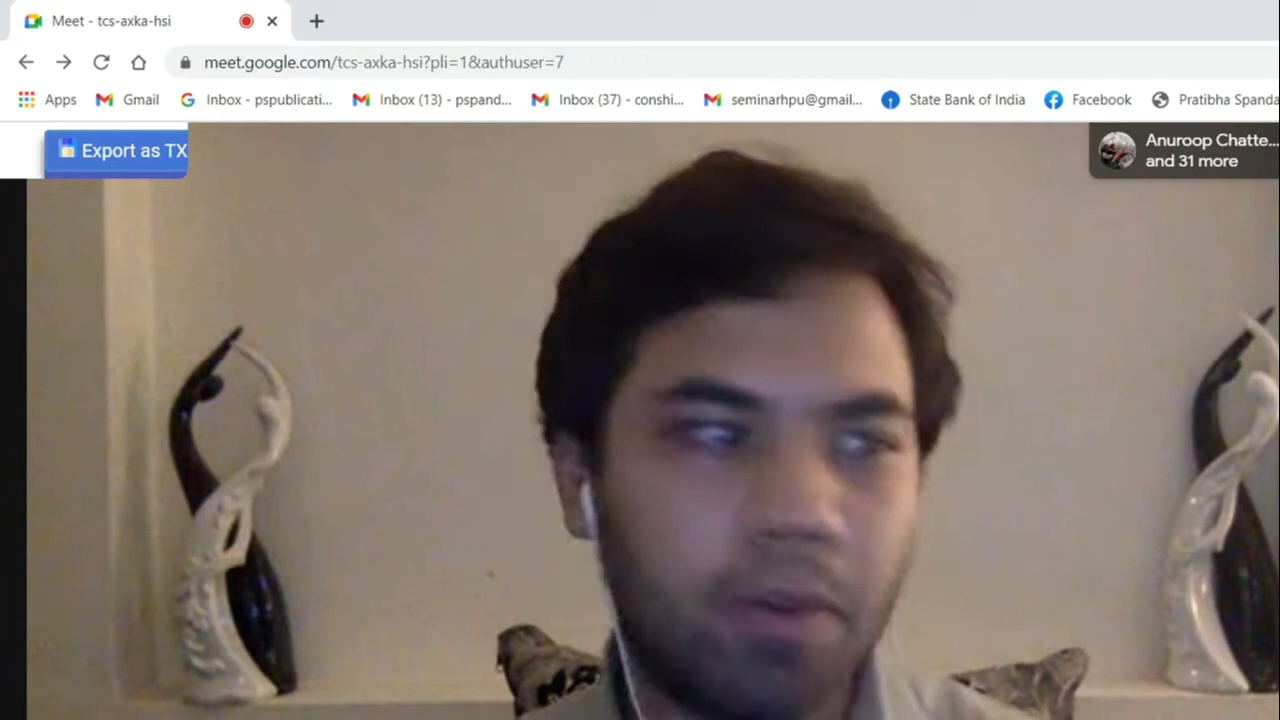 Meet - tcs-axka-hsi
meet.google.com/tcs-axka-hsi?pli=1&authuser=7
Apps Gmail Inbox - pspublicati... Inbox (13) - pspand... Inbox (37) - conshi... seminarhpu@gmail... State Bank of India Facebook Pratibha Spanda
Export as TX
Anuroop Chatte...
and 31 more